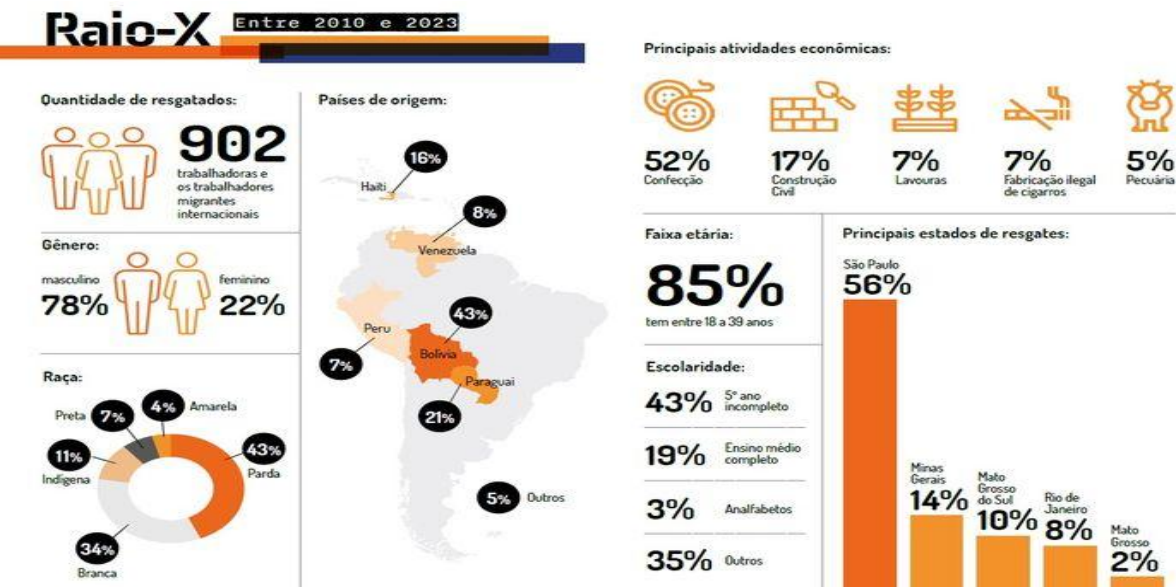 Raio-X
Entre 2010 e 2023
Quantidade de resgatados:
902
trabalhadoras e
os trabalhadores
migrantes
internacionais
Gênero:
masculino
78%
feminino
22%
Raça:
Preta
7%
4%
Amarela
11%
Indígena
43%
Parda
34%
Branca
Países de origem:
16%
Haiti
8%
Venezuela
43%
Peru
Bolívia
7%
Paraguai
21%
5%
Outros
Principais atividades econômicas:
52%
Confecção
17%
Construção
Civil
7%
Lavouras
7%
Fabricação ilegal
de cigarros
5%
Pecuária
Faixa etária:
85%
tem entre 18 a 39 anos
Escolaridade:
43%
5º ano
incompleto
19%
Ensino médio
completo
3%
Analfabetos
35%
Outros
Principais estados de resgates:
São Paulo
56%
Minas
Gerais
14%
Mato
Grosso
do Sul
10%
Rio de
Janeiro
8%
Mato
Grosso
2%